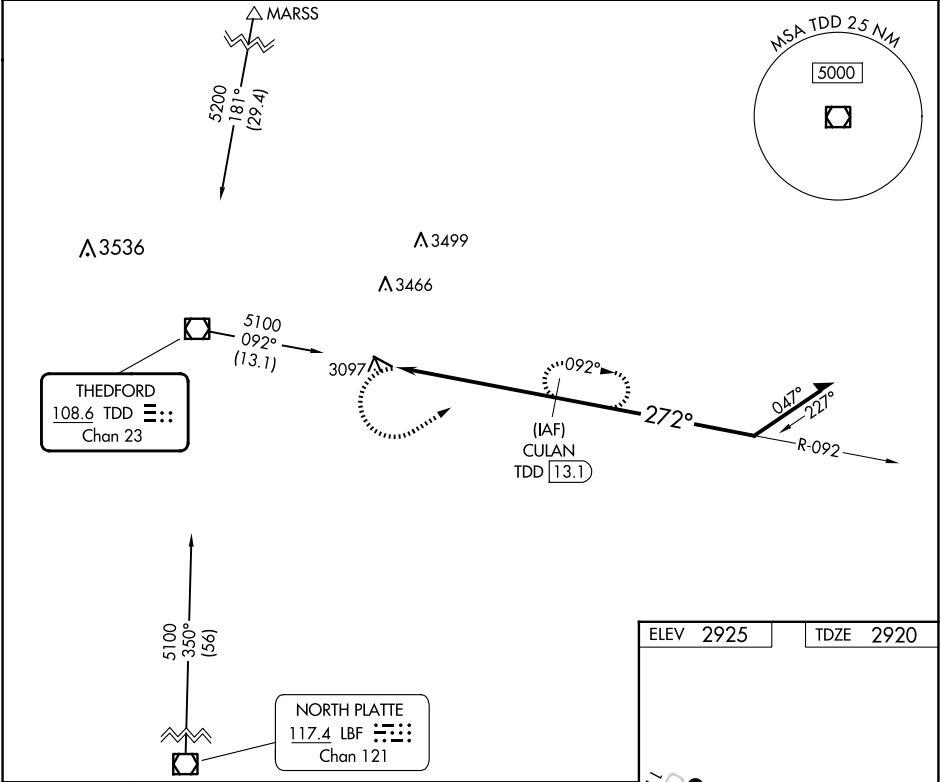 MARSS
MSA TDD 25 NM
5000
5200
181°
(29.4)
3536
3499
3466
5100
092°
(13.1)
3097
092°
272°
047°
227°
R-092
THEDFORD
108.6 TDD
Chan 23
(IAF)
CULAN
TDD 13.1
5100
350°
(56)
NORTH PLATTE
117.4 LBF
Chan 121
ELEV 2925
TDZE 2920